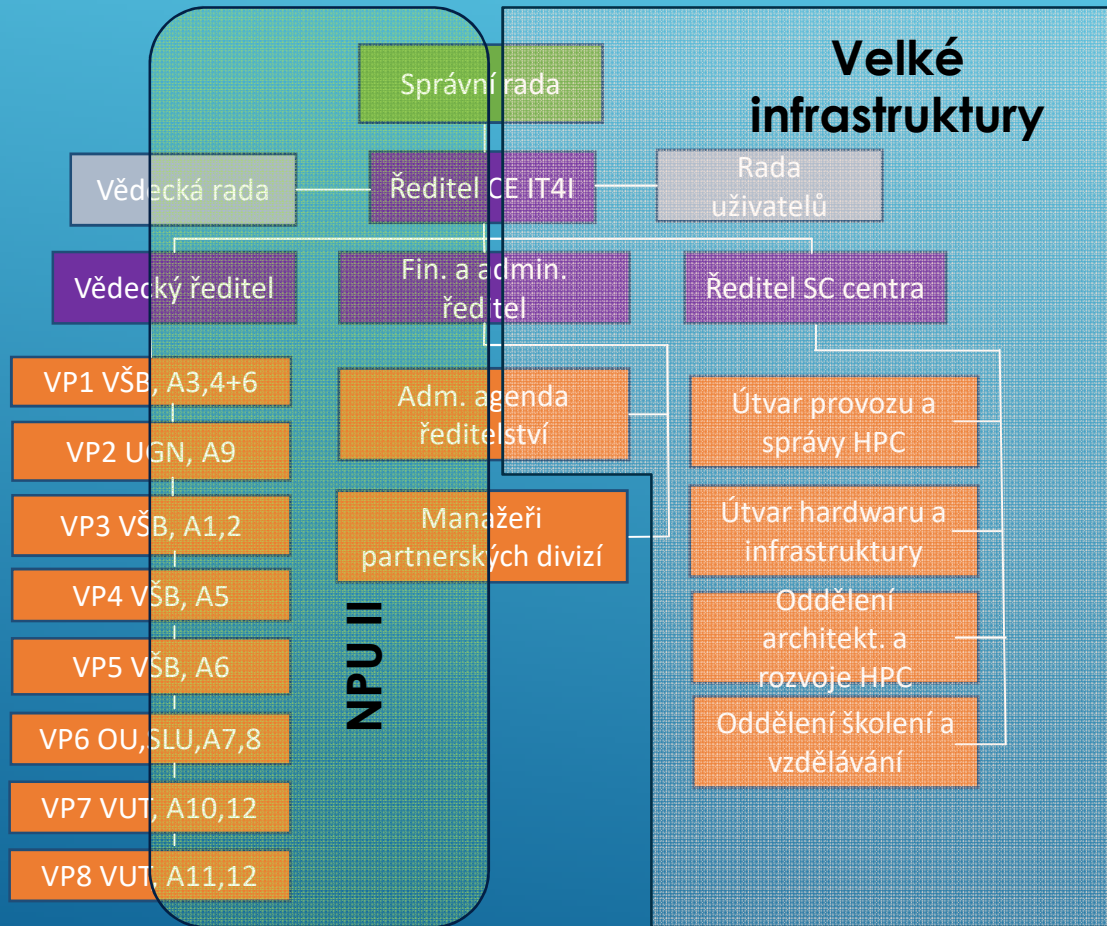 Velké
infrastruktury
Správní rada
Vědecká rada
Ředitel CE IT4I
Rada
uživatelů
Vědecký ředitel
Fin. a admin.
ředitel
Ředitel SC centra
VP1 VŠB, A3,4+6
VP2 UGN, A9
VP3 VŠB, A1,2
VP4 VŠB, A5
VP5 VŠB, A6
VP6 OU,SLU,A7,8
VP7 VUT, A10,12
VP8 VUT, A11,12
Adm. agenda
ředitelství
Manažeři
partnerských divizí
NPU II
Útvar provozu a
správy HPC
Útvar hardwaru a
infrastruktury
Oddělení
architekt. a
rozvoje HPC
Oddělení školení a
vzdělávání